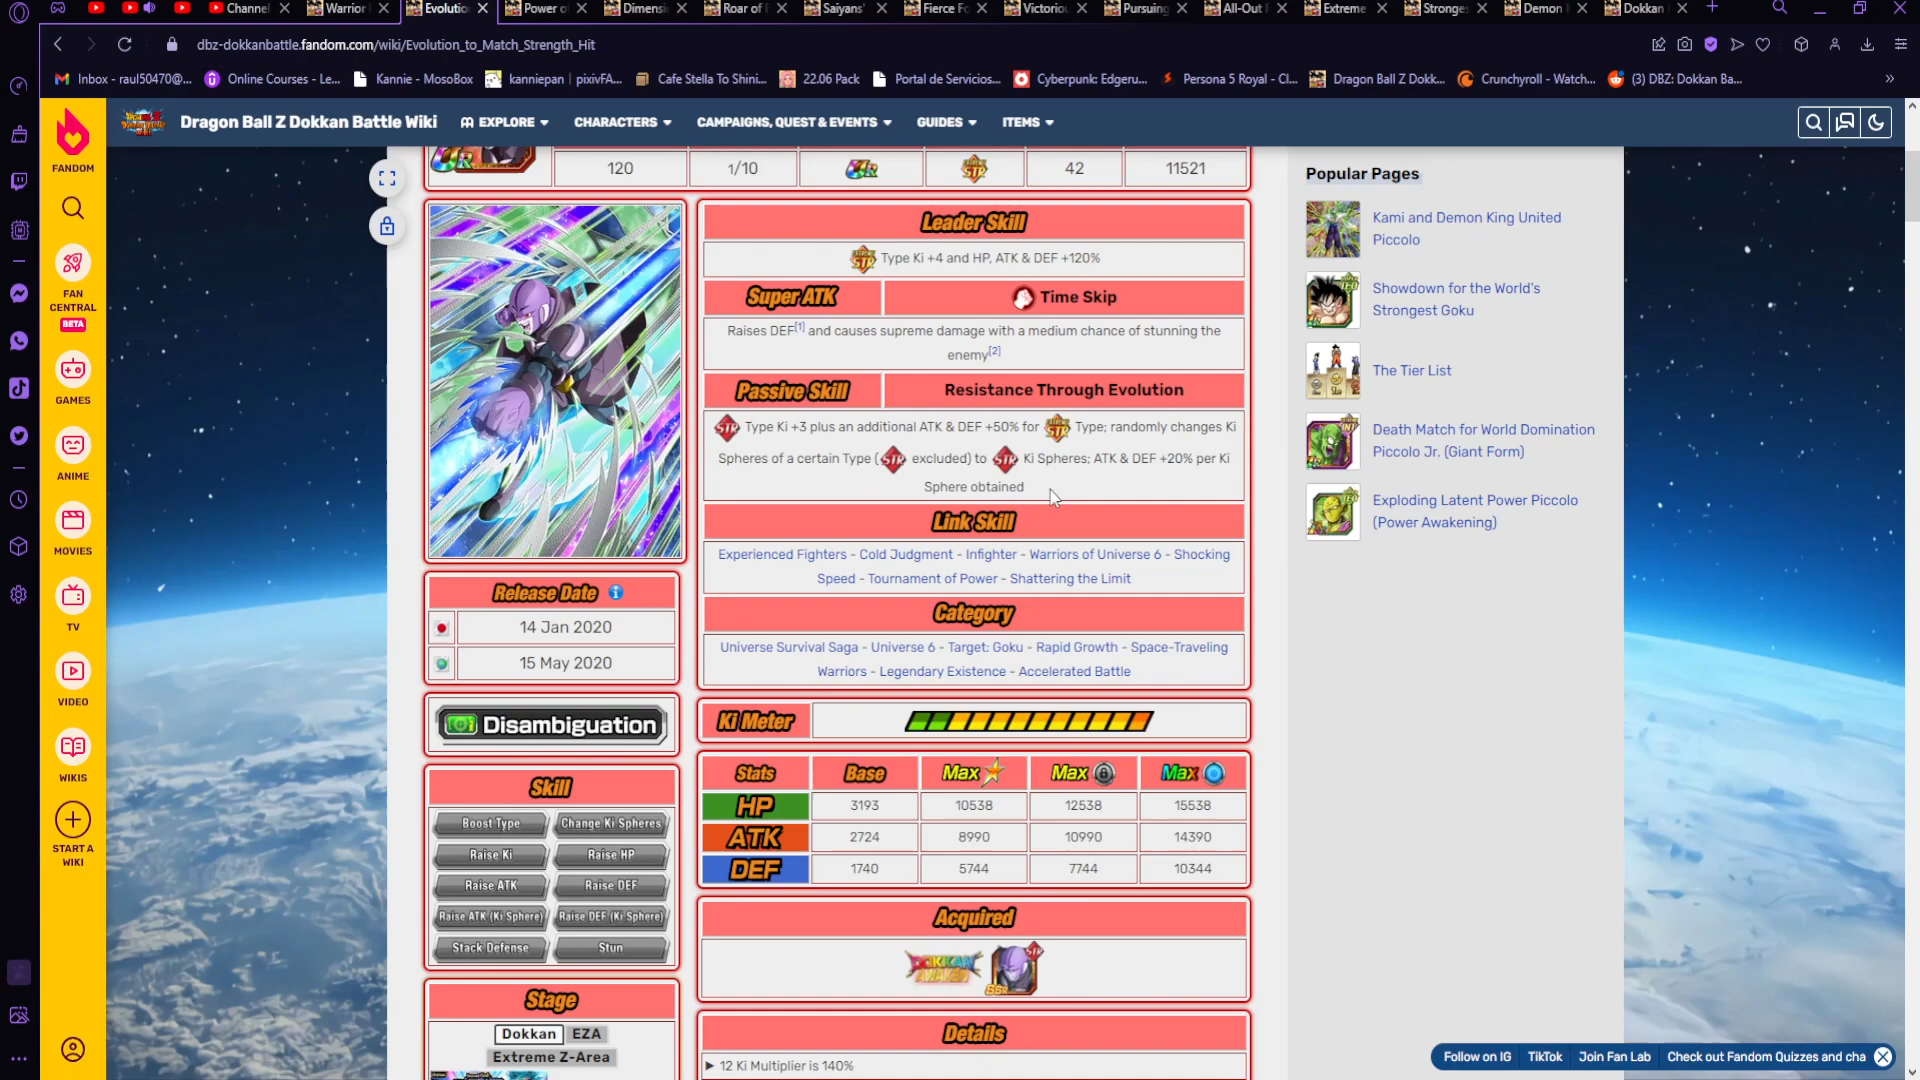 Channel
Warrior
Evolutio
Power o
Dimensi
Roar of
Saiyans'
Fierce Fo
Victoriou
Pursuing
All-Out
Extreme
Stronges
Demon
Dokkan
dbz-dokkanbattle.fandom.com/wiki/Evolution_to_Match_Strength_Hit
Inbox - raul50470@...
Online Courses - Le...
Kannie - MosoBox
kanniepan | pixivFA...
Cafe Stella To Shini...
22.06 Pack
Portal de Servicios...
Cyberpunk: Edgeru...
Persona 5 Royal - Cl...
Dragon Ball Z Dokk...
Crunchyroll - Watch...
(3) DBZ: Dokkan Ba...
Dragon Ball Z Dokkan Battle Wiki
EXPLORE
CHARACTERS
CAMPAIGNS, QUEST & EVENTS
GUIDES
ITEMS
FANDOM
FAN
CENTRAL
BETA
GAMES
ANIME
MOVIES
TV
VIDEO
WIKIS
START A
WIKI
UR
120
1/10
UR
STR
42
11521
Leader Skill
STR Type Ki +4 and HP, ATK & DEF +120%
Super ATK
Time Skip
Raises DEF[1] and causes supreme damage with a medium chance of stunning the
enemy[2]
Passive Skill
Resistance Through Evolution
STR Type Ki +3 plus an additional ATK & DEF +50% for STR Type; randomly changes Ki
Spheres of a certain Type (STR excluded) to STR Ki Spheres; ATK & DEF +20% per Ki
Sphere obtained
Link Skill
Experienced Fighters - Cold Judgment - Infighter - Warriors of Universe 6 - Shocking
Speed - Tournament of Power - Shattering the Limit
Category
Universe Survival Saga - Universe 6 - Target: Goku - Rapid Growth - Space-Traveling
Warriors - Legendary Existence - Accelerated Battle
Ki Meter
Stats
Base
Max
Max
Max
HP
3193
10538
12538
15538
ATK
2724
8990
10990
14390
DEF
1740
5744
7744
10344
Acquired
DOKKAN
AWAKEN
STR
SSR
Details
12 Ki Multiplier is 140%
Release Date
14 Jan 2020
15 May 2020
Disambiguation
Skill
Boost Type
Change Ki Spheres
Raise Ki
Raise HP
Raise ATK
Raise DEF
Raise ATK (Ki Sphere)
Raise DEF (Ki Sphere)
Stack Defense
Stun
Stage
Dokkan
EZA
Extreme Z-Area
Popular Pages
Kami and Demon King United
Piccolo
Showdown for the World's
Strongest Goku
The Tier List
Death Match for World Domination
Piccolo Jr. (Giant Form)
Exploding Latent Power Piccolo
(Power Awakening)
Follow on IG
TikTok
Join Fan Lab
Check out Fandom Quizzes and cha